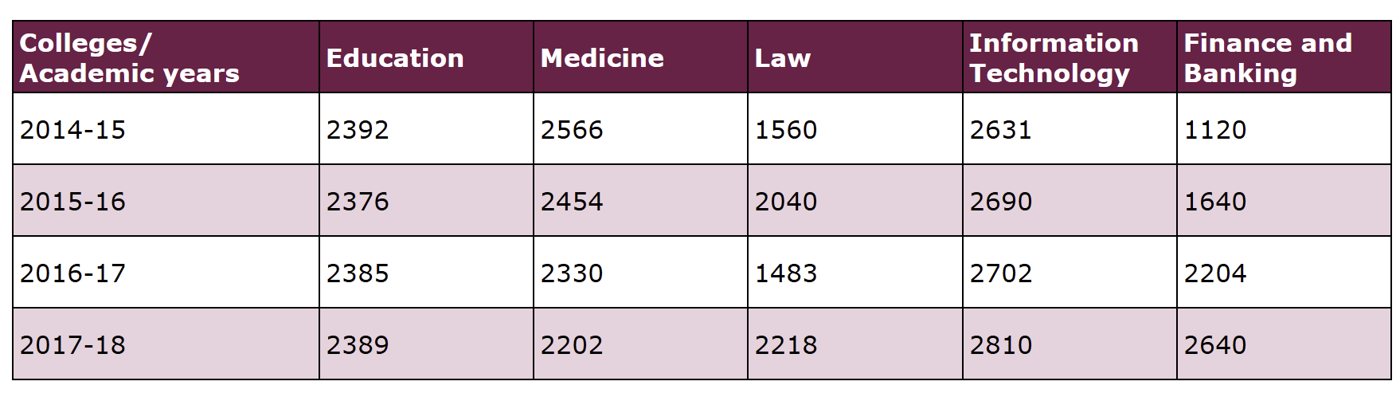 Colleges/ Academic years Education Medicine Law Information Technology Finance and Banking
2014-15 2392 2566 1560 2631 1120
2015-16 2376 2454 2040 2690 1640
2016-17 2385 2330 1483 2702 2204
2017-18 2389 2202 2218 2810 2640